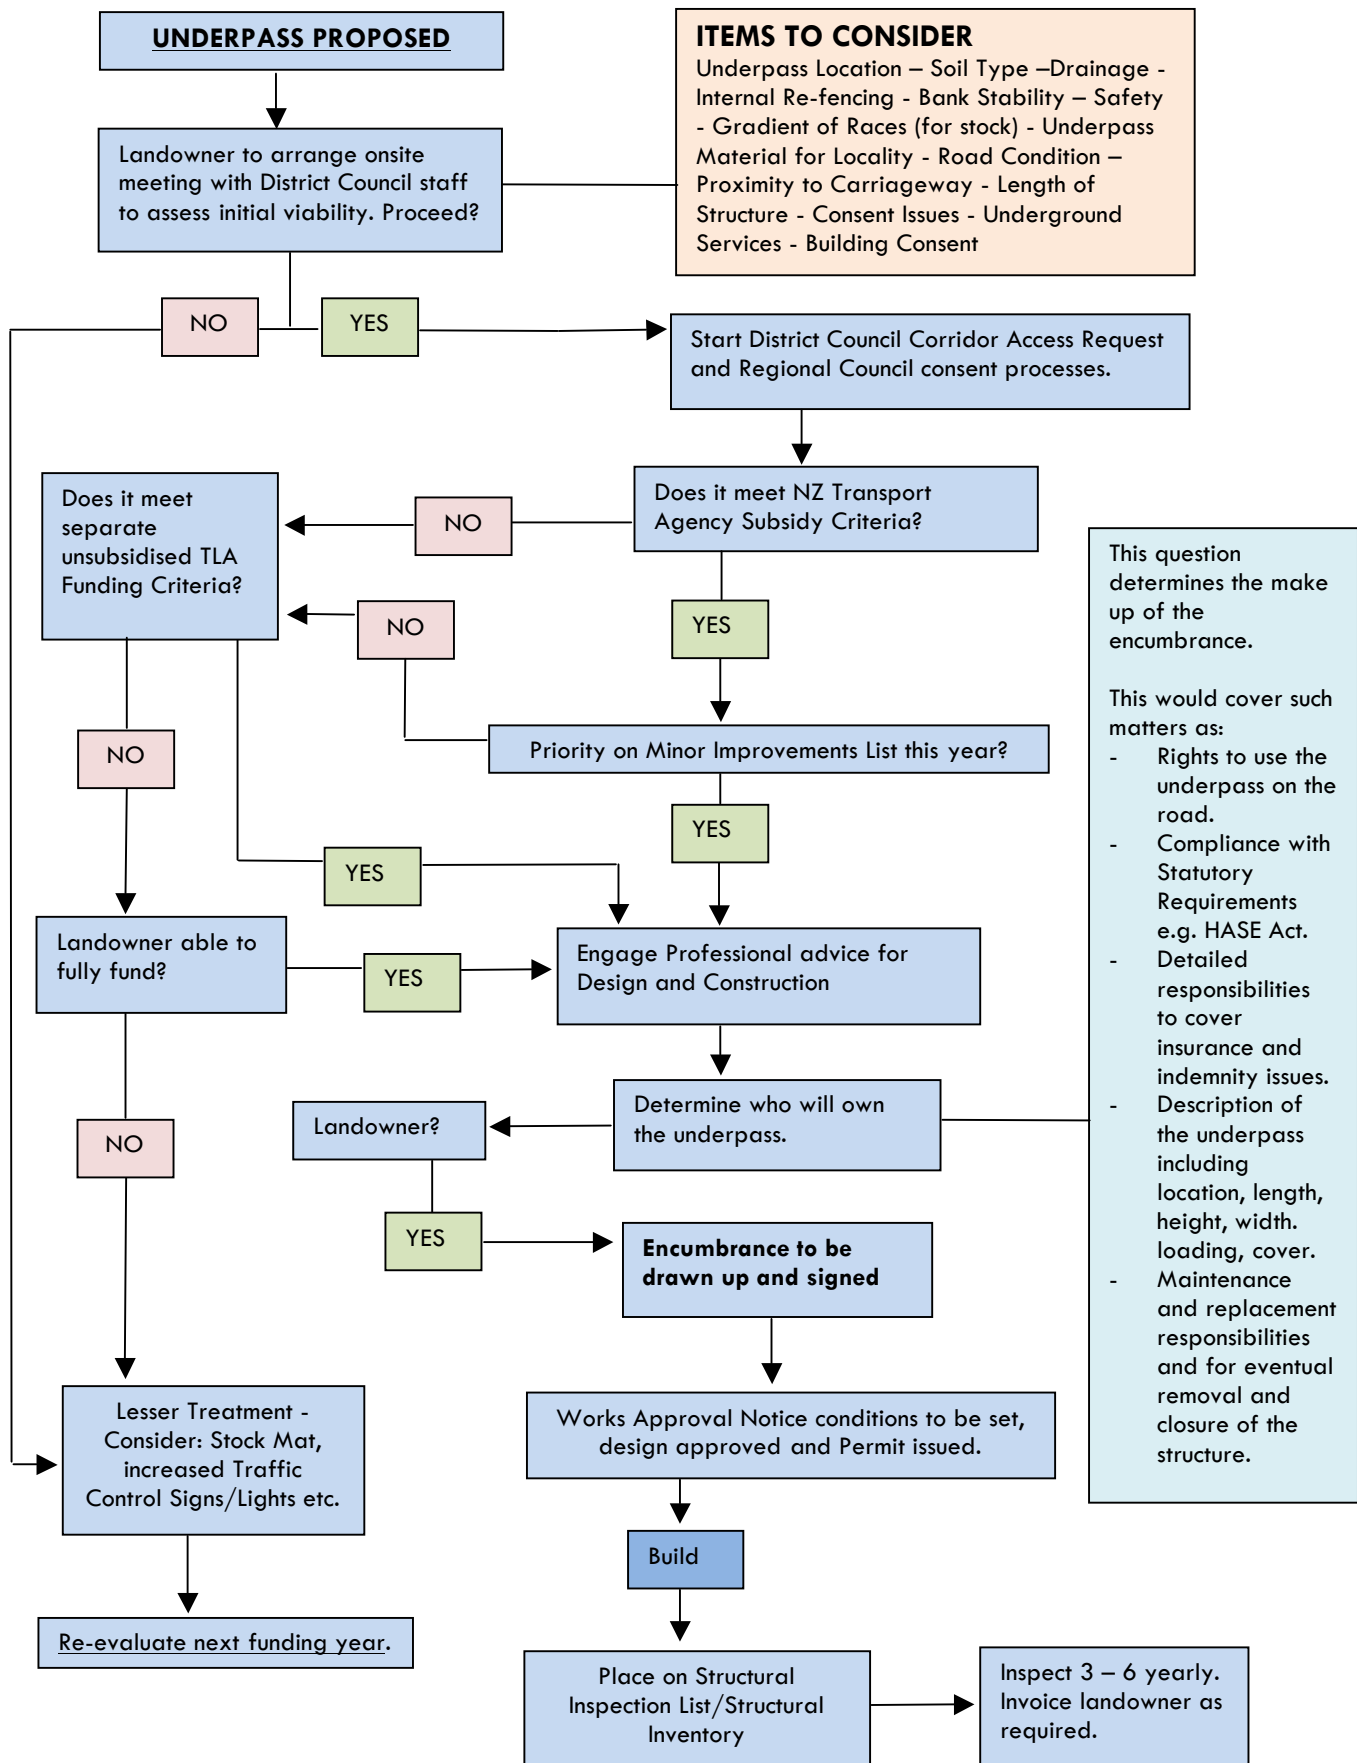 UNDERPASS PROPOSED
ITEMS TO CONSIDER
Underpass Location – Soil Type –Drainage -
Internal Re-fencing - Bank Stability – Safety
- Gradient of Races (for stock) - Underpass
Material for Locality - Road Condition –
Proximity to Carriageway - Length of
Structure - Consent Issues - Underground
Services - Building Consent
Landowner to arrange onsite
meeting with District Council staff
to assess initial viability. Proceed?
NO
YES
Start District Council Corridor Access Request
and Regional Council consent processes.
Does it meet
separate
unsubsidised TLA
Funding Criteria?
NO
Does it meet NZ Transport
Agency Subsidy Criteria?
NO
YES
NO
Priority on Minor Improvements List this year?
YES
YES
Landowner able to
fully fund?
YES
Engage Professional advice for
Design and Construction
NO
Landowner?
Determine who will own
the underpass.
YES
Encumbrance to be
drawn up and signed
This question
determines the make
up of the
encumbrance.
This would cover such
matters as:
- Rights to use the
underpass on the
road.
- Compliance with
Statutory
Requirements
e.g. HASE Act.
- Detailed
responsibilities
to cover
insurance and
indemnity issues.
- Description of
the underpass
including
location, length,
height, width.
loading, cover.
- Maintenance
and replacement
responsibilities
and for eventual
removal and
closure of the
structure.
Lesser Treatment -
Consider: Stock Mat,
increased Traffic
Control Signs/Lights etc.
Works Approval Notice conditions to be set,
design approved and Permit issued.
Build
Re-evaluate next funding year.
Place on Structural
Inspection List/Structural
Inventory
Inspect 3 – 6 yearly.
Invoice landowner as
required.